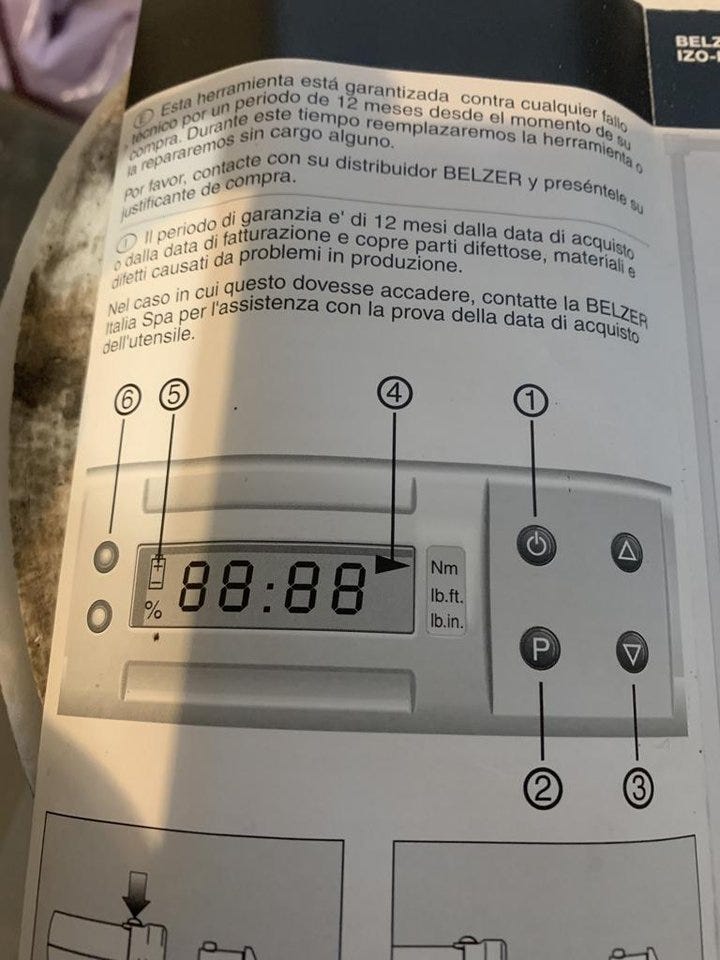 BELZ
IZO-
E Esta herramienta está garantizada contra cualquier fallo
técnico por un periodo de 12 meses desde el momento de su
compra. Durante este tiempo reemplazaremos la herramienta o
la repararemos sin cargo alguno.
Por favor, contacte con su distribuidor BELZER y preséntele su
justificante de compra.
I Il periodo di garanzia e' di 12 mesi dalla data di acquisto
o dalla data di fatturazione e copre parti difettose, materiali e
difetti causati da problemi in produzione.
Nel caso in cui questo dovesse accadere, contatte la BELZER
Italia Spa per l'assistenza con la prova della data di acquisto
dell'utensile.
6 5 4 1
88:88
%
Nm
lb.ft.
lb.in.
P
2 3